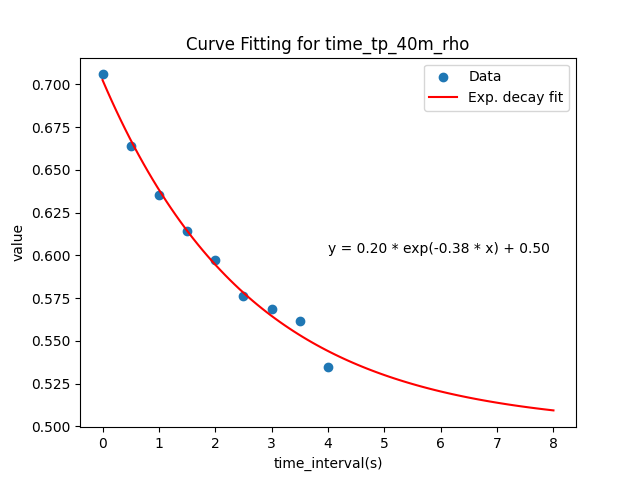 Curve Fitting for time_tp_40m_rho
Data
Exp. decay fit
y = 0.20 * exp(-0.38 * x) + 0.50
value
0.700
0.675
0.650
0.625
0.600
0.575
0.550
0.525
0.500
0 1 2 3 4 5 6 7 8
time_interval(s)